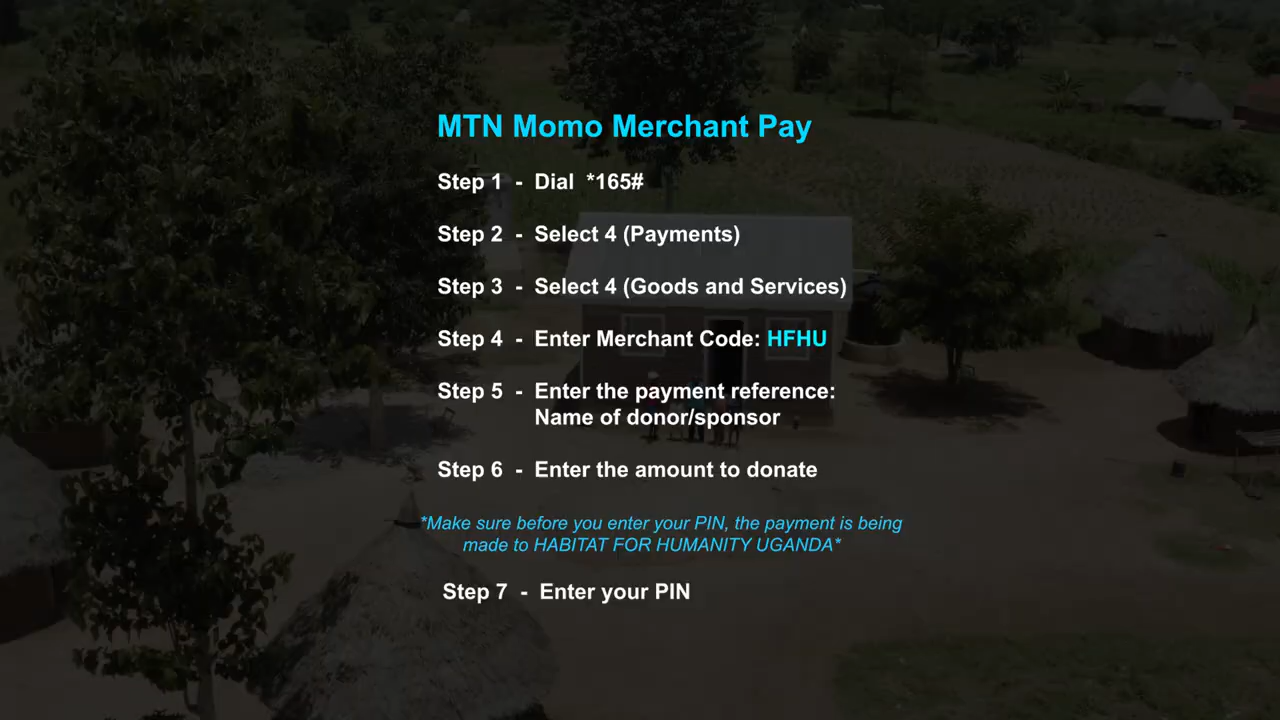 MTN Momo Merchant Pay
Step 1 - Dial *165#
Step 2 - Select 4 (Payments)
Step 3 - Select 4 (Goods and Services)
Step 4 - Enter Merchant Code: HFHU
Step 5 - Enter the payment reference:
Name of donor/sponsor
Step 6 - Enter the amount to donate
*Make sure before you enter your PIN, the payment is being
made to HABITAT FOR HUMANITY UGANDA*
Step 7 - Enter your PIN